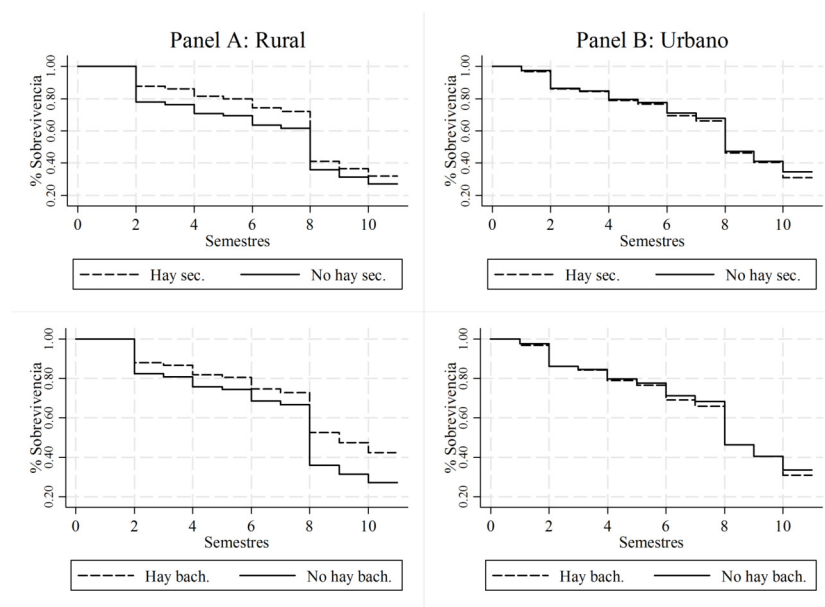 Panel A: Rural
% Sobrevivencia
1.00
0.80
0.60
0.40
0.20
0 2 4 6 8 10
Semestres
Hay sec. No hay sec.
Panel B: Urbano
% Sobrevivencia
1.00
0.80
0.60
0.40
0.20
0 2 4 6 8 10
Semestres
Hay sec. No hay sec.
% Sobrevivencia
1.00
0.80
0.60
0.40
0.20
0 2 4 6 8 10
Semestres
Hay bach. No hay bach.
% Sobrevivencia
1.00
0.80
0.60
0.40
0.20
0 2 4 6 8 10
Semestres
Hay bach. No hay bach.